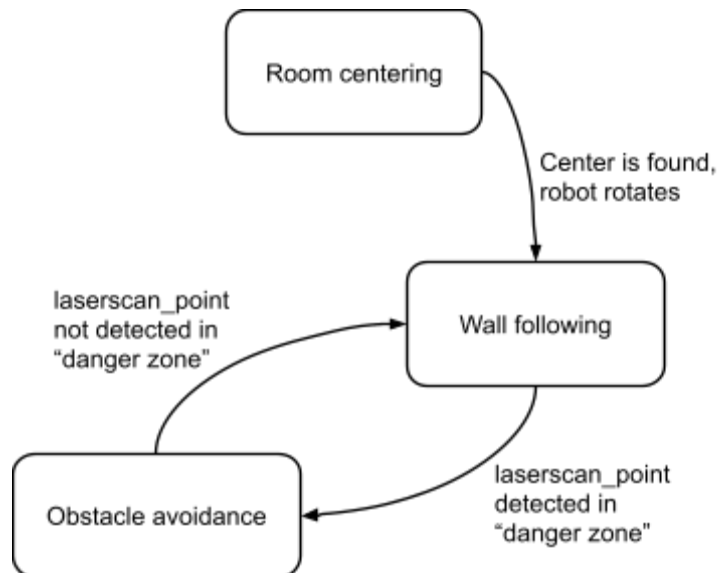 Room centering
Center is found,
robot rotates
Wall following
laserscan_point
not detected in
“danger zone”
Obstacle avoidance
laserscan_point
detected in
“danger zone”